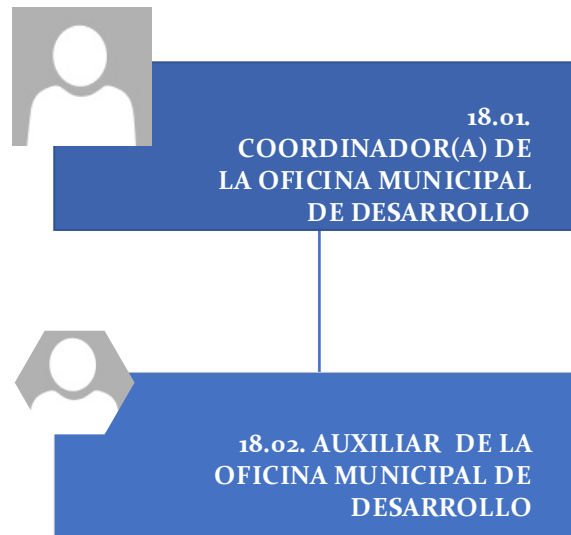 18.01.
COORDINADOR(A) DE
LA OFICINA MUNICIPAL
DE DESARROLLO
18.02. AUXILIAR DE LA
OFICINA MUNICIPAL DE
DESARROLLO